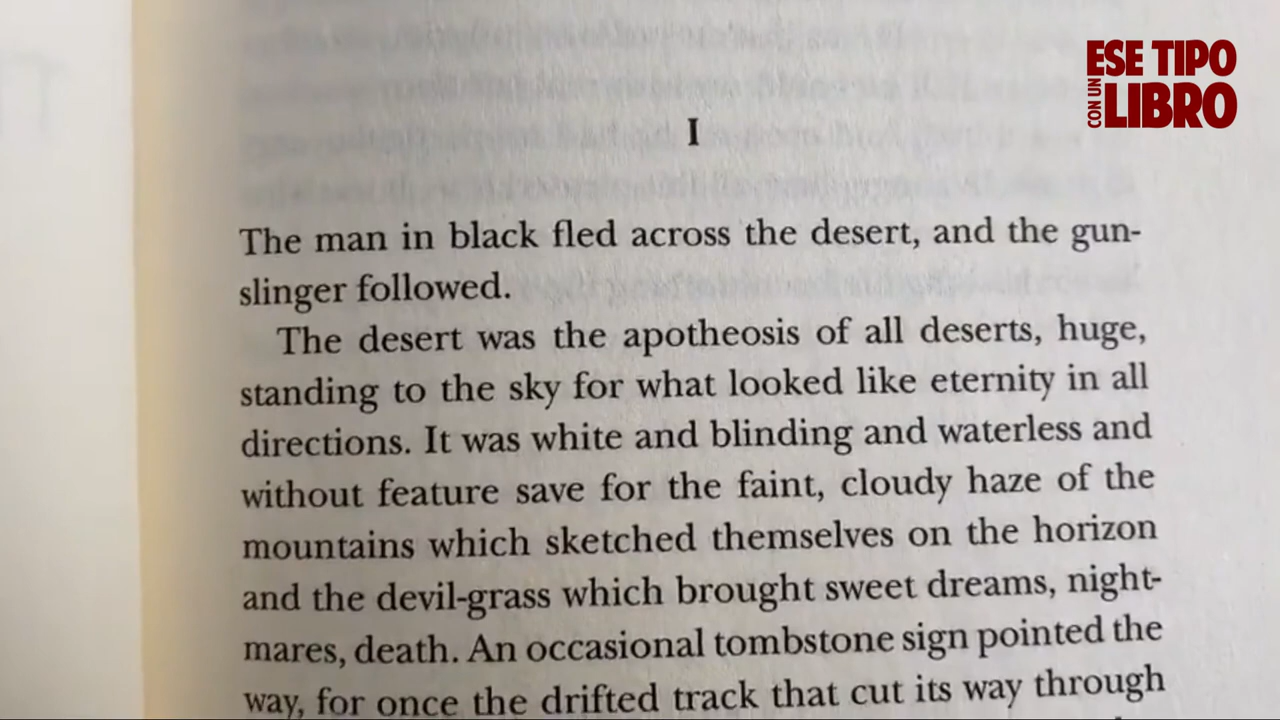 ESE TIPO
CON UN
LIBRO
I
The man in black fled across the desert, and the gun-
slinger followed.
The desert was the apotheosis of all deserts, huge,
standing to the sky for what looked like eternity in all
directions. It was white and blinding and waterless and
without feature save for the faint, cloudy haze of the
mountains which sketched themselves on the horizon
and the devil-grass which brought sweet dreams, night-
mares, death. An occasional tombstone sign pointed the
way, for once the drifted track that cut its way through